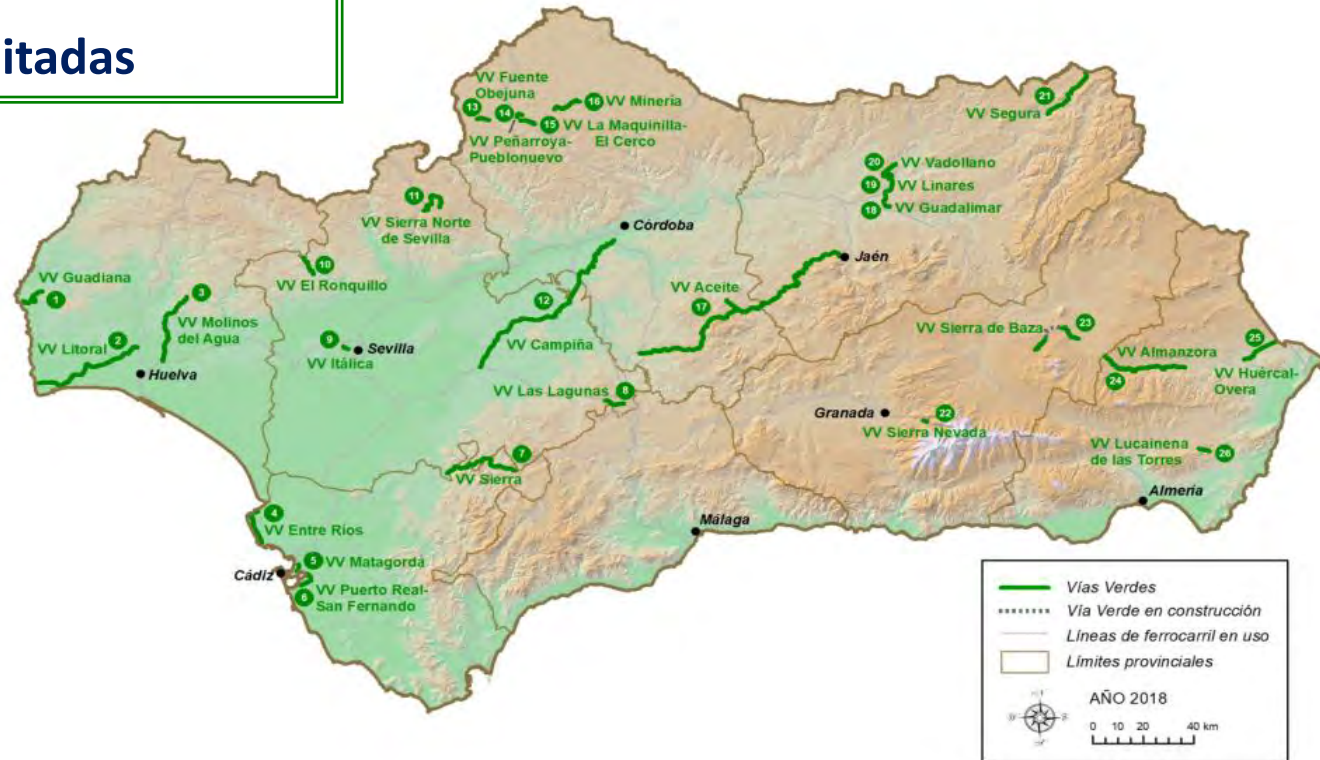 itadas
VV Fuente
Obejuna
13
14
16
VV Minería
15
VV La Maquinilla-
El Cerco
VV Peñarroya-
Pueblonuevo
21
VV Segura
20
VV Vadollano
19
VV Linares
18
VV Guadalimar
11
VV Sierra Norte
de Sevilla
Córdoba
Jaén
10
VV El Ronquillo
VV Guadiana
1
3
VV Molinos
del Agua
12
VV Campiña
VV Aceite
17
2
VV Litoral
Huelva
9
VV Itálica
Sevilla
VV Sierra de Baza
23
VV Almanzora
24
25
VV Huércal-
Overa
VV Las Lagunas
8
Granada
22
VV Sierra Nevada
7
VV Sierra
VV Lucainena
de las Torres
26
Almería
4
VV Entre Ríos
Málaga
5
VV Matagorda
Cádiz
6
VV Puerto Real-
San Fernando
Vías Verdes
Vía Verde en construcción
Líneas de ferrocarril en uso
Límites provinciales
AÑO 2018
0 10 20 40 km